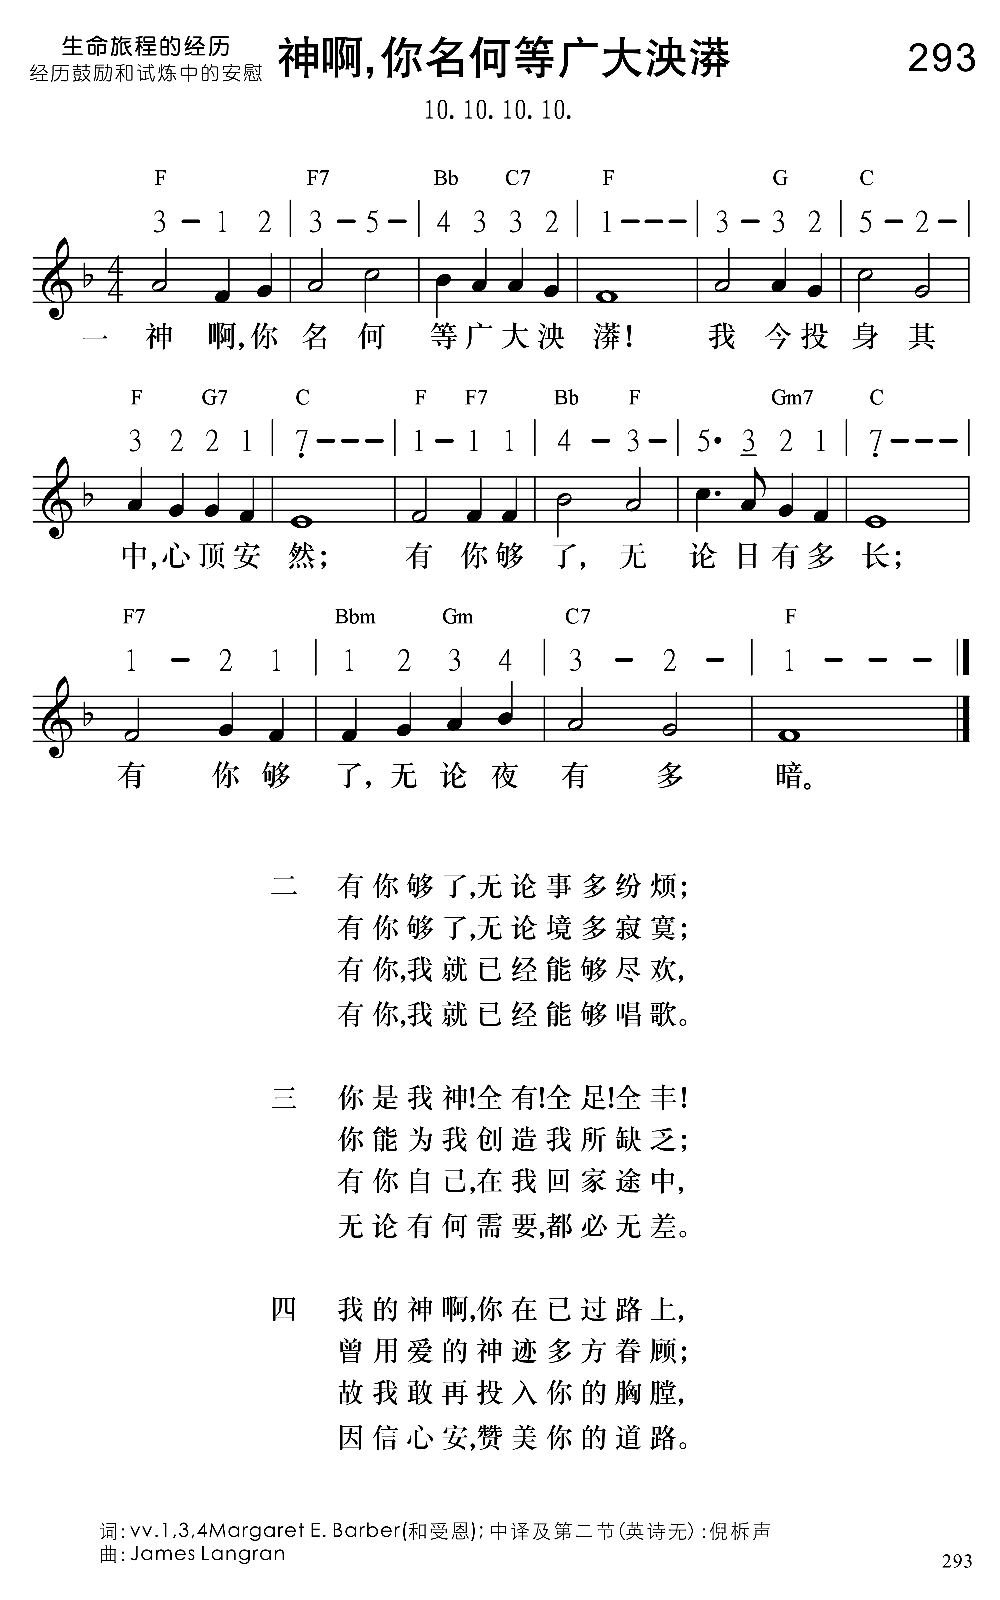 生命旅程的经历
经历鼓励和试炼中的安慰
神啊,你名何等广大泱漭
293
10.10.10.10.
F F7 Bb C7 F G C
3 - 1 2 | 3 - 5 - | 4 3 3 2 | 1 - - - | 3 - 3 2 | 5 - 2 - |
一 神 啊,你 名 何 等 广 大 泱 漭! 我 今 投 身 其
F G7 C F F7 Bb F Gm7 C
3 2 2 1 | 7 - - - | 1 - 1 1 | 4 - 3 - | 5· 3 2 1 | 7 - - - |
中,心 顶 安 然; 有 你 够 了, 无 论 日 有 多 长;
F7 Bbm Gm C7 F
1 - 2 1 | 1 2 3 4 | 3 - 2 - | 1 - - -
有 你 够 了, 无 论 夜 有 多 暗。
二 有你够了,无论事多纷烦;
有你够了,无论境多寂寞;
有你,我就已经能够尽欢,
有你,我就已经能够唱歌。
三 你是我神!全有!全足!全丰!
你能为我创造我所缺乏;
有你自己,在我回家途中,
无论有何需要,都必无差。
四 我的神啊,你在已过路上,
曾用爱的神迹多方眷顾;
故我敢再投入你的胸膛,
因信心安,赞美你的道路。
词: vv.1,3,4Margaret E. Barber(和受恩); 中译及第二节(英诗无) :倪柝声
曲: James Langran
293